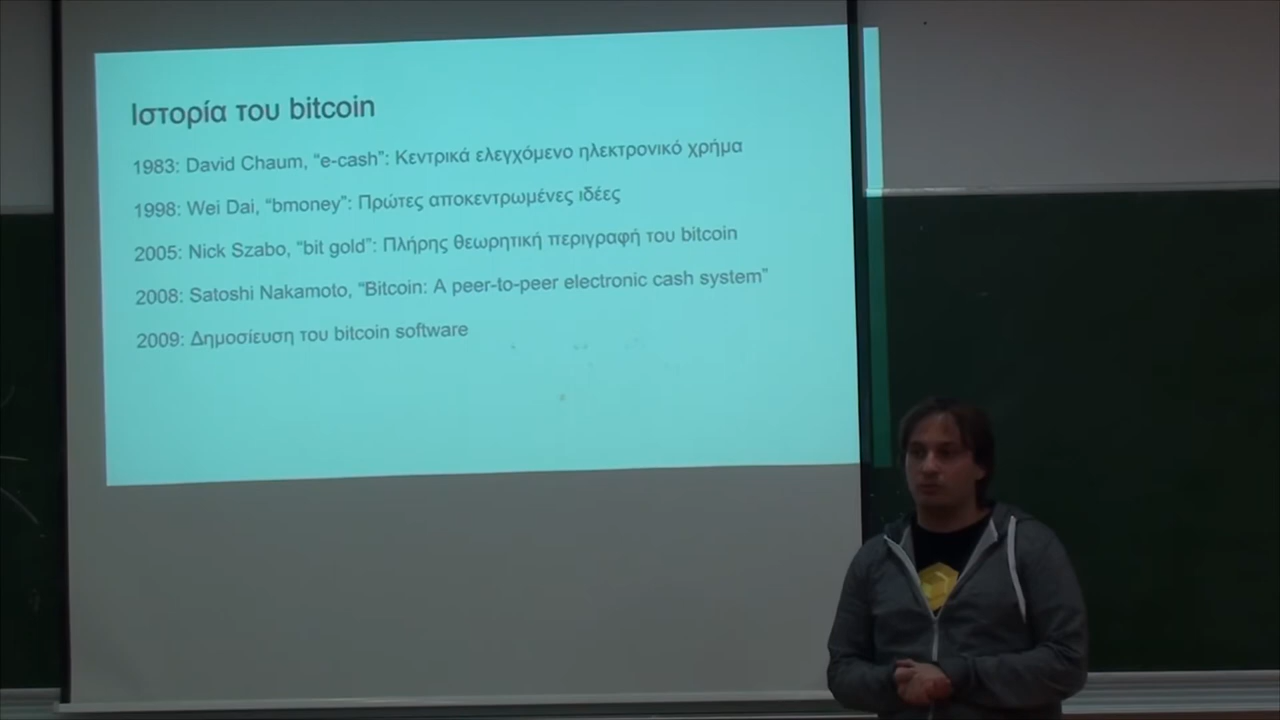 Ιστορία του bitcoin
1983: David Chaum, “e-cash”: Κεντρικά ελεγχόμενο ηλεκτρονικό χρήμα
1998: Wei Dai, “bmoney”: Πρώτες αποκεντρωμένες ιδέες
2005: Nick Szabo, “bit gold”: Πλήρης θεωρητική περιγραφή του bitcoin
2008: Satoshi Nakamoto, “Bitcoin: A peer-to-peer electronic cash system”
2009: Δημοσίευση του bitcoin software